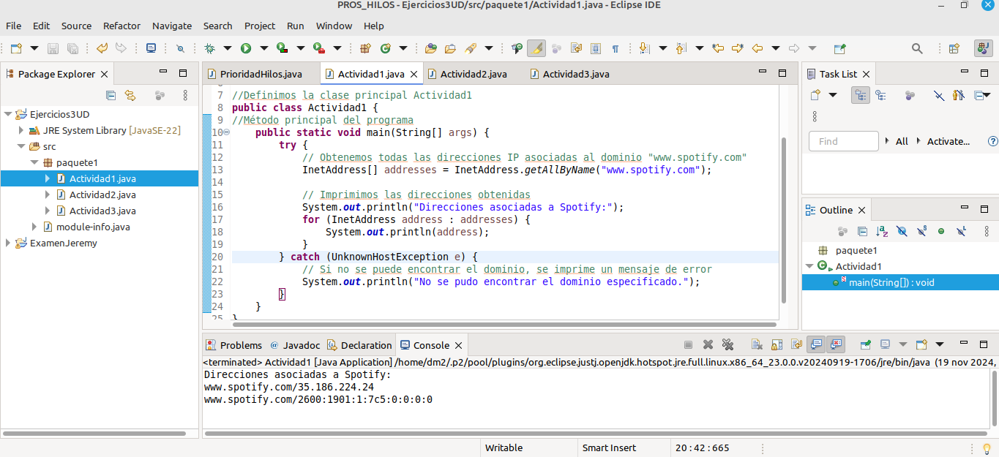 PROS_HILOS - Ejercicios3UD/src/paquete1/Actividad1.java - Eclipse IDE
File Edit Source Refactor Navigate Search Project Run Window Help
Package Explorer
Ejercicios3UD
JRE System Library [JavaSE-22]
src
paquete1
Actividad1.java
Actividad2.java
Actividad3.java
module-info.java
ExamenJeremy
PrioridadHilos.java Actividad1.java Actividad2.java Actividad3.java
7 //Definimos la clase principal Actividad1
8 public class Actividad1 {
9 //Método principal del programa
10 public static void main(String[] args) {
11 try {
12 // Obtenemos todas las direcciones IP asociadas al dominio "www.spotify.com"
13 InetAddress[] addresses = InetAddress.getAllByName("www.spotify.com");
14
15 // Imprimimos las direcciones obtenidas
16 System.out.println("Direcciones asociadas a Spotify:");
17 for (InetAddress address : addresses) {
18 System.out.println(address);
19 }
20 } catch (UnknownHostException e) {
21 // Si no se puede encontrar el dominio, se imprime un mensaje de error
22 System.out.println("No se pudo encontrar el dominio especificado.");
23 }
24 }
25 }
Task List
Find All Activate...
Outline
paquete1
Actividad1
main(String[]) : void
Problems Javadoc Declaration Console
<terminated> Actividad1 [Java Application] /home/dm2/.p2/pool/plugins/org.eclipse.justj.openjdk.hotspot.jre.full.linux.x86_64_23.0.0.v20240919-1706/jre/bin/java (19 nov 2024,
Direcciones asociadas a Spotify:
www.spotify.com/35.186.224.24
www.spotify.com/2600:1901:1:7c5:0:0:0:0
Writable Smart Insert 20 : 42 : 665